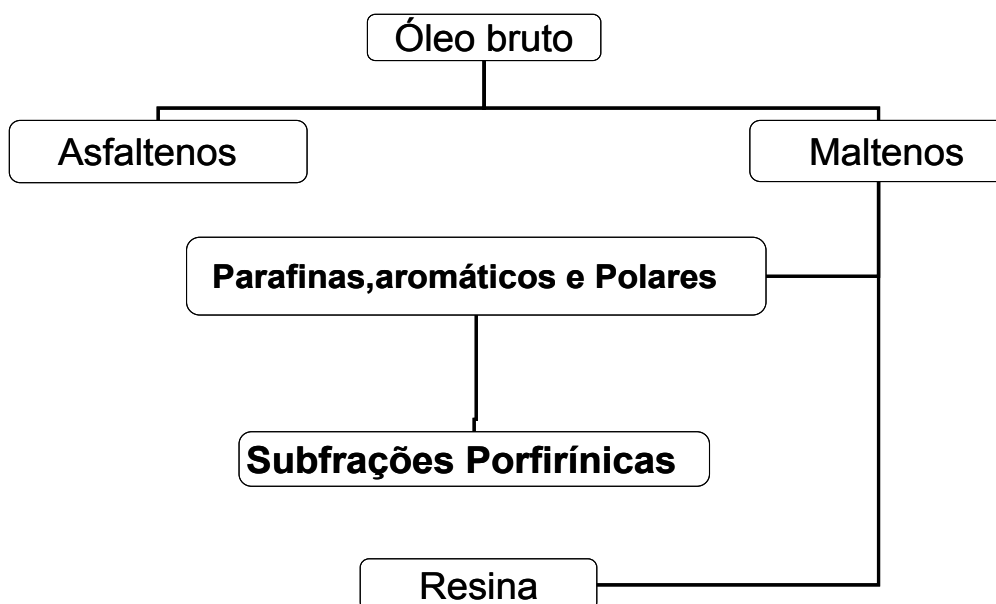 Óleo bruto
Asfaltenos
Maltenos
Parafinas,aromáticos e Polares
Subfrações Porfirínicas
Resina